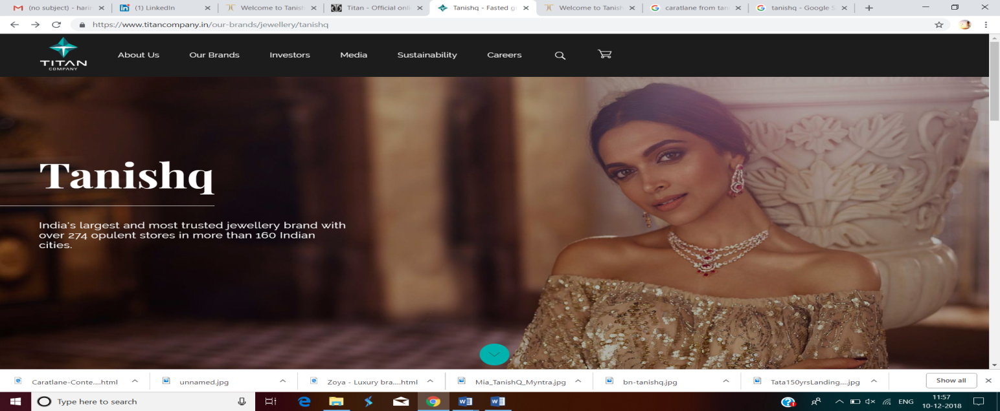 (no subject) - hari
(1) LinkedIn
Welcome to Tanish
Titan - Official onli
Tanishq - Fasted g
Welcome to Tanish
caratlane from tan
tanishq - Google S
https://www.titancompany.in/our-brands/jewellery/tanishq
TITAN
COMPANY
About Us
Our Brands
Investors
Media
Sustainability
Careers
Tanishq
India's largest and most trusted jewellery brand with
over 274 opulent stores in more than 160 Indian
cities.
Caratlane-Conte....html
unnamed.jpg
Zoya - Luxury bra....html
Mia_TanishQ_Myntra.jpg
bn-tanishq.jpg
Tata150yrsLanding....jpg
Show all
Type here to search
ENG
11:57
10-12-2018